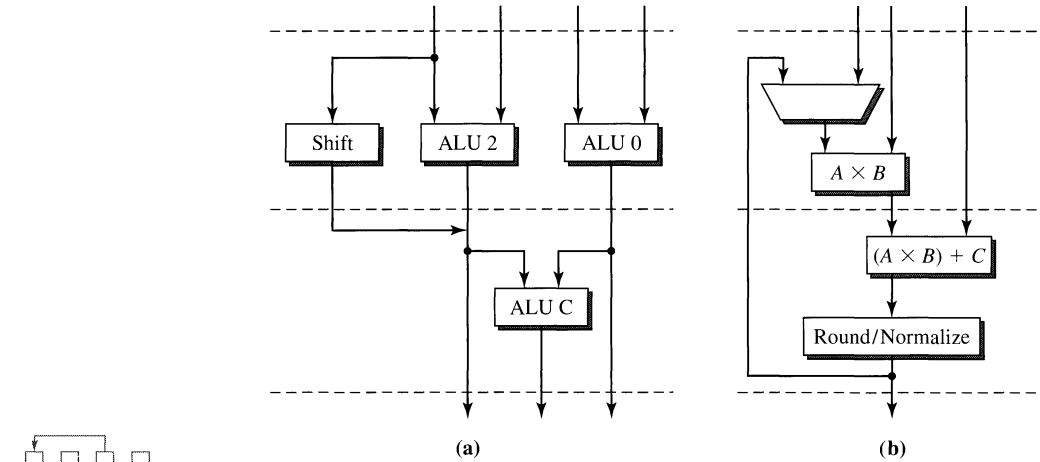 Shift
ALU 2
ALU 0
ALU C
(a)
A × B
(A × B) + C
Round/Normalize
(b)